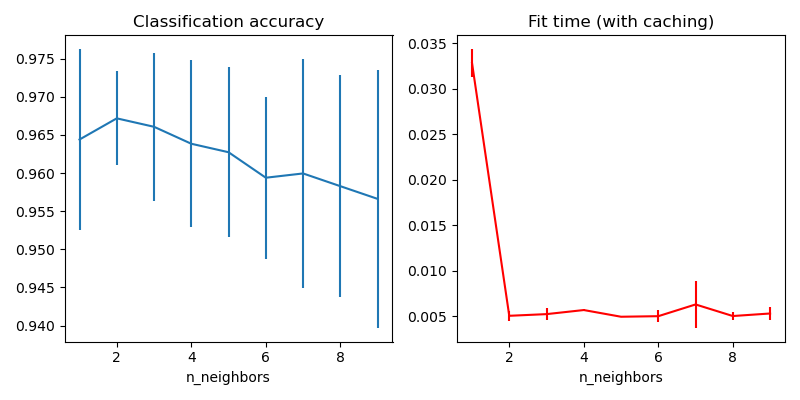 Classification accuracy
0.975
0.970
0.965
0.960
0.955
0.950
0.945
0.940
2 4 6 8
n_neighbors
Fit time (with caching)
0.035
0.030
0.025
0.020
0.015
0.010
0.005
2 4 6 8
n_neighbors